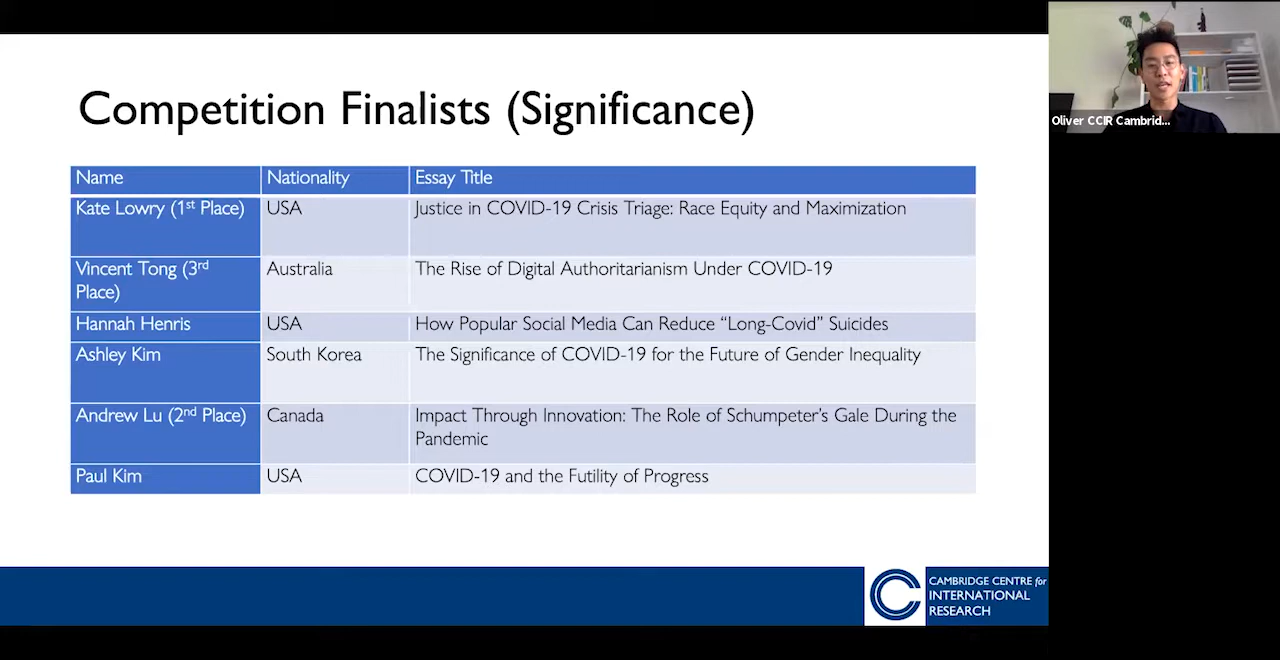 Competition Finalists (Significance)
Name Nationality Essay Title
Kate Lowry (1st Place) USA Justice in COVID-19 Crisis Triage: Race Equity and Maximization
Vincent Tong (3rd Australia The Rise of Digital Authoritarianism Under COVID-19
Place)
Hannah Henris USA How Popular Social Media Can Reduce “Long-Covid” Suicides
Ashley Kim South Korea The Significance of COVID-19 for the Future of Gender Inequality
Andrew Lu (2nd Place) Canada Impact Through Innovation: The Role of Schumpeter’s Gale During the
Pandemic
Paul Kim USA COVID-19 and the Futility of Progress
CAMBRIDGE CENTRE for
INTERNATIONAL
RESEARCH
Oliver CCIR Cambrid...